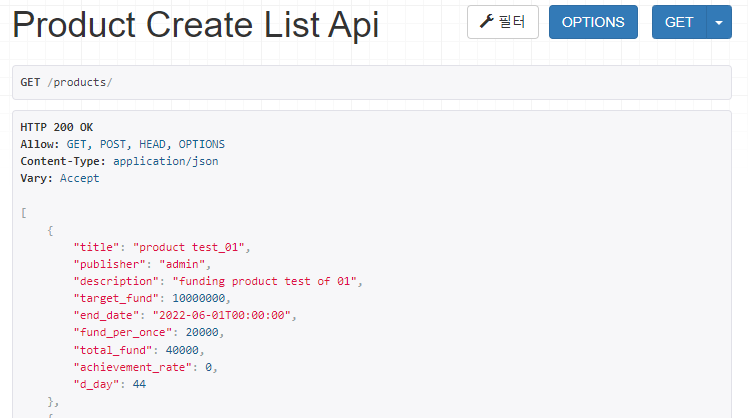 Product Create List Api
필터
OPTIONS
GET
GET /products/
HTTP 200 OK
Allow: GET, POST, HEAD, OPTIONS
Content-Type: application/json
Vary: Accept
[
{
"title": "product test_01",
"publisher": "admin",
"description": "funding product test of 01",
"target_fund": 10000000,
"end_date": "2022-06-01T00:00:00",
"fund_per_once": 20000,
"total_fund": 40000,
"achievement_rate": 0,
"d_day": 44
},
{